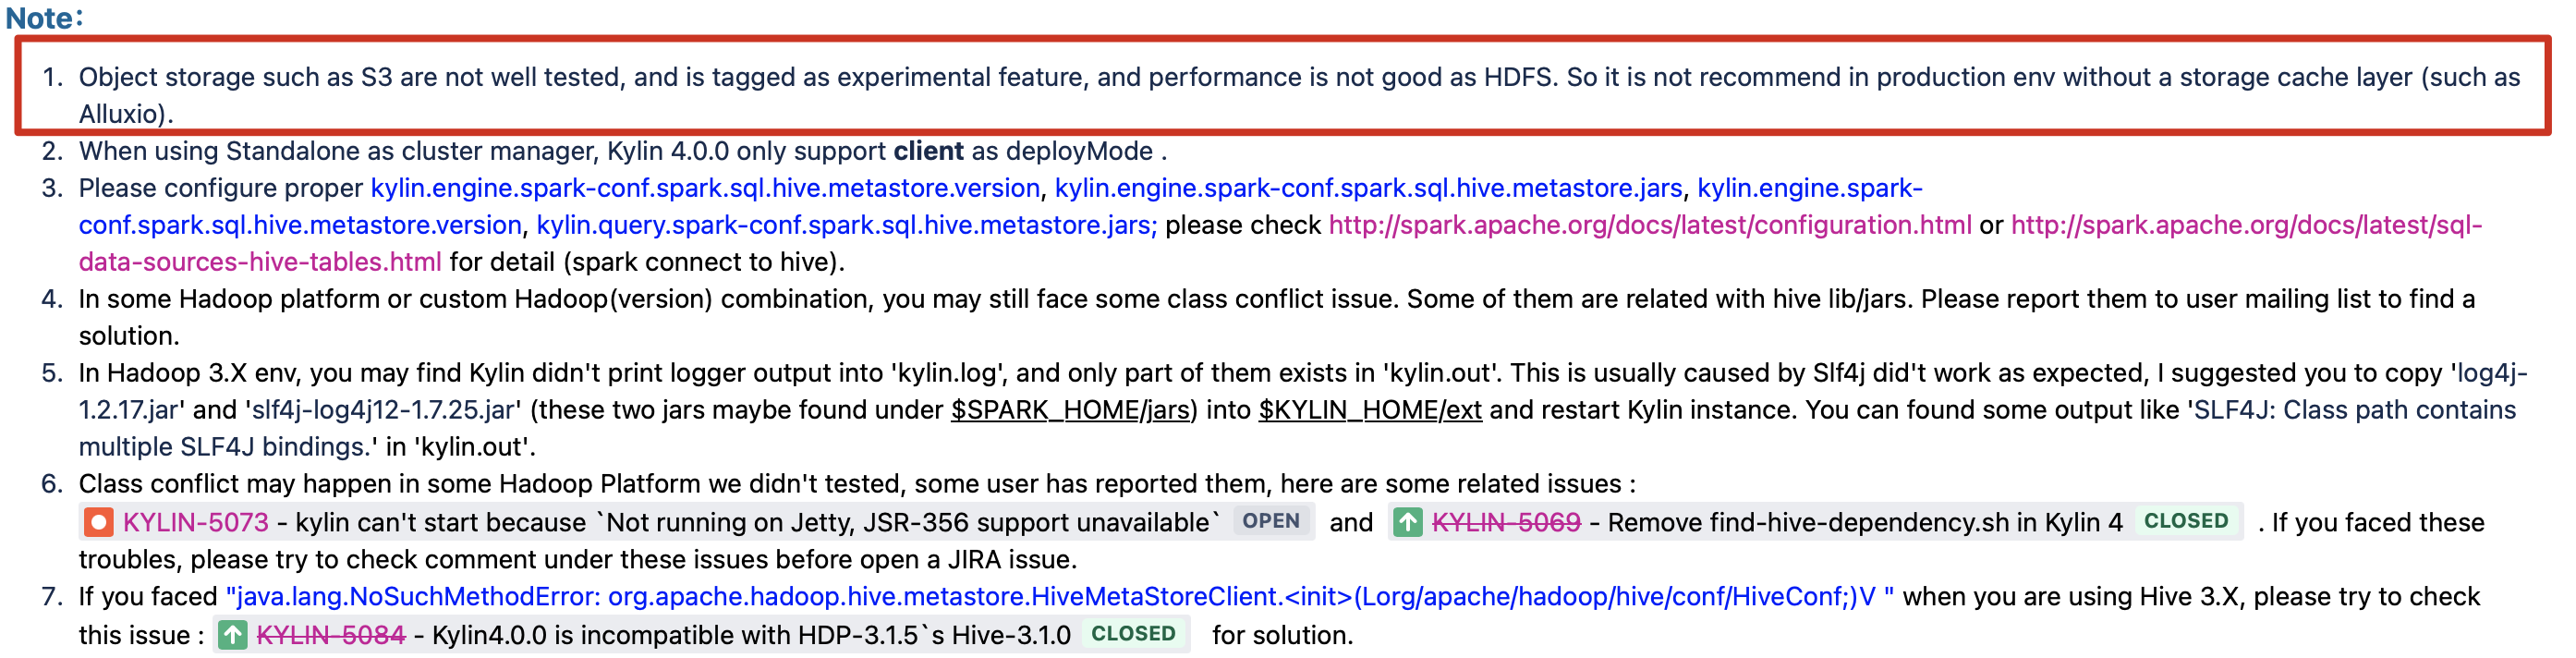 Note:
1. Object storage such as S3 are not well tested, and is tagged as experimental feature, and performance is not good as HDFS. So it is not recommend in production env without a storage cache layer (such as
Alluxio).
2. When using Standalone as cluster manager, Kylin 4.0.0 only support client as deployMode .
3. Please configure proper kylin.engine.spark-conf.spark.sql.hive.metastore.version, kylin.engine.spark-conf.spark.sql.hive.metastore.jars, kylin.engine.spark-
conf.spark.sql.hive.metastore.version, kylin.query.spark-conf.spark.sql.hive.metastore.jars; please check http://spark.apache.org/docs/latest/configuration.html or http://spark.apache.org/docs/latest/sql-
data-sources-hive-tables.html for detail (spark connect to hive).
4. In some Hadoop platform or custom Hadoop(version) combination, you may still face some class conflict issue. Some of them are related with hive lib/jars. Please report them to user mailing list to find a
solution.
5. In Hadoop 3.X env, you may find Kylin didn't print logger output into 'kylin.log', and only part of them exists in 'kylin.out'. This is usually caused by Slf4j did't work as expected, I suggested you to copy 'log4j-
1.2.17.jar' and 'slf4j-log4j12-1.7.25.jar' (these two jars maybe found under $SPARK_HOME/jars) into $KYLIN_HOME/ext and restart Kylin instance. You can found some output like 'SLF4J: Class path contains
multiple SLF4J bindings.' in 'kylin.out'.
6. Class conflict may happen in some Hadoop Platform we didn't tested, some user has reported them, here are some related issues :
KYLIN-5073 - kylin can't start because `Not running on Jetty, JSR-356 support unavailable` OPEN and KYLIN-5069 - Remove find-hive-dependency.sh in Kylin 4 CLOSED . If you faced these
troubles, please try to check comment under these issues before open a JIRA issue.
7. If you faced "java.lang.NoSuchMethodError: org.apache.hadoop.hive.metastore.HiveMetaStoreClient.<init>(Lorg/apache/hadoop/hive/conf/HiveConf;)V " when you are using Hive 3.X, please try to check
this issue : KYLIN-5084 - Kylin4.0.0 is incompatible with HDP-3.1.5`s Hive-3.1.0 CLOSED for solution.